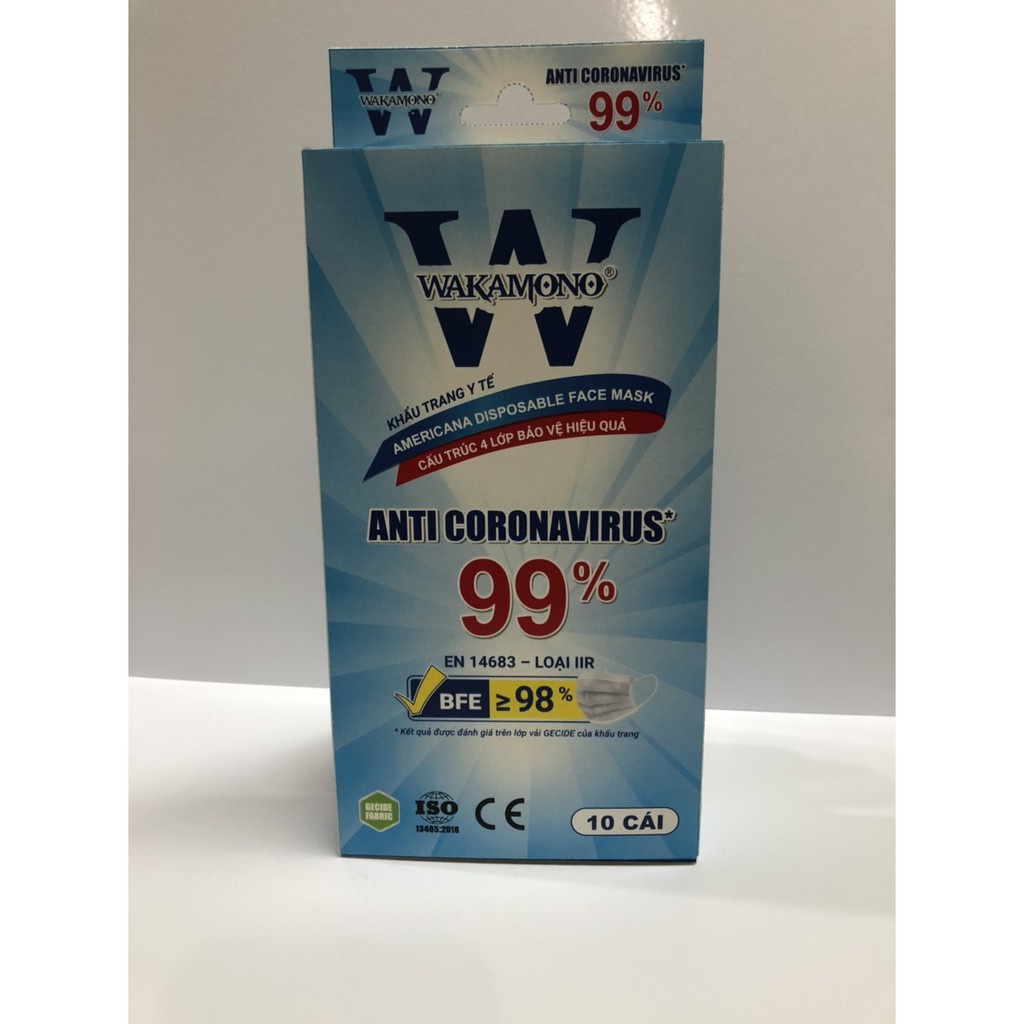 W
WAKAMONO®
ANTI CORONAVIRUS*
99%
W
WAKAMONO®
KHẨU TRANG Y TẾ
AMERICANA DISPOSABLE FACE MASK
CẤU TRÚC 4 LỚP BẢO VỆ HIỆU QUẢ
ANTI CORONAVIRUS*
99%
EN 14683 – LOẠI IIR
BFE ≥ 98%
* Kết quả được đánh giá trên lớp vải GECIDE của khẩu trang
GECIDE
FABRIC
ISO
13485:2016
CE
10 CÁI